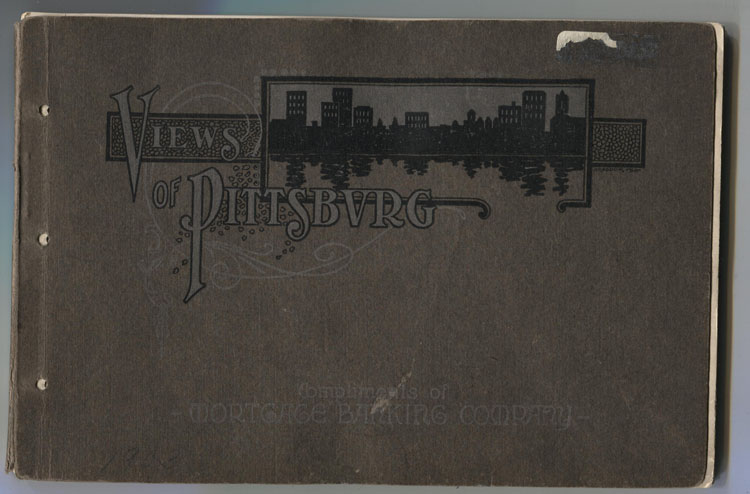 VIEWS
OF PITTSBVRG
Compliments of
- MORTGAGE BANKING COMPANY -